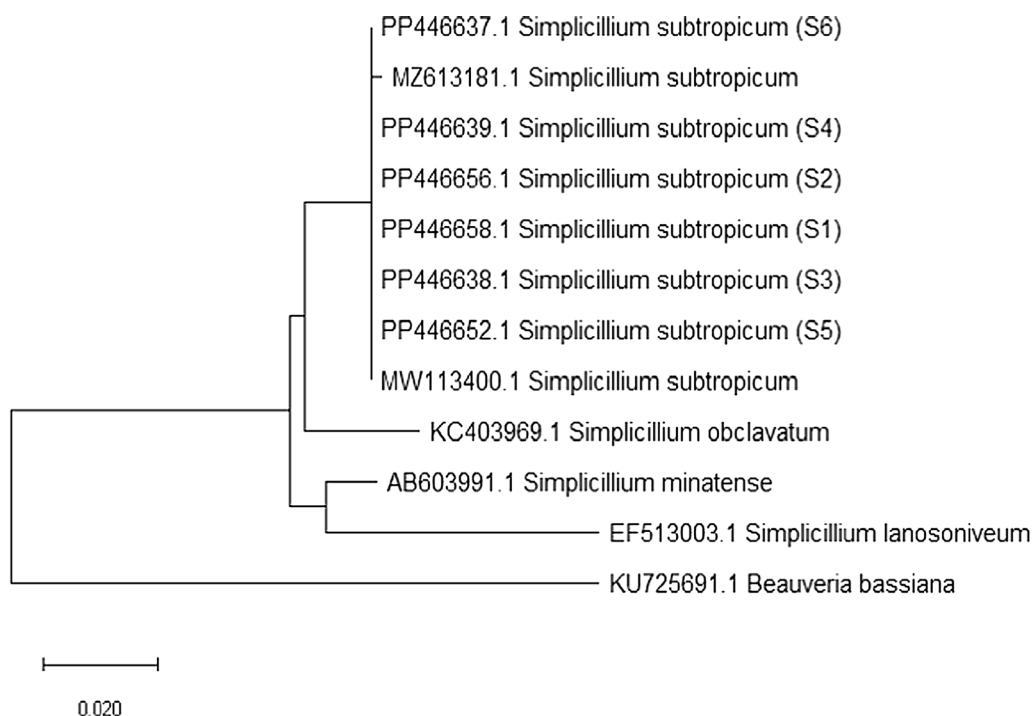 PP446637.1 Simplicillium subtropicum (S6)
MZ613181.1 Simplicillium subtropicum
PP446639.1 Simplicillium subtropicum (S4)
PP446656.1 Simplicillium subtropicum (S2)
PP446658.1 Simplicillium subtropicum (S1)
PP446638.1 Simplicillium subtropicum (S3)
PP446652.1 Simplicillium subtropicum (S5)
MW113400.1 Simplicillium subtropicum
KC403969.1 Simplicillium obclavatum
AB603991.1 Simplicillium minatense
EF513003.1 Simplicillium lanosoniveum
KU725691.1 Beauveria bassiana
0.020